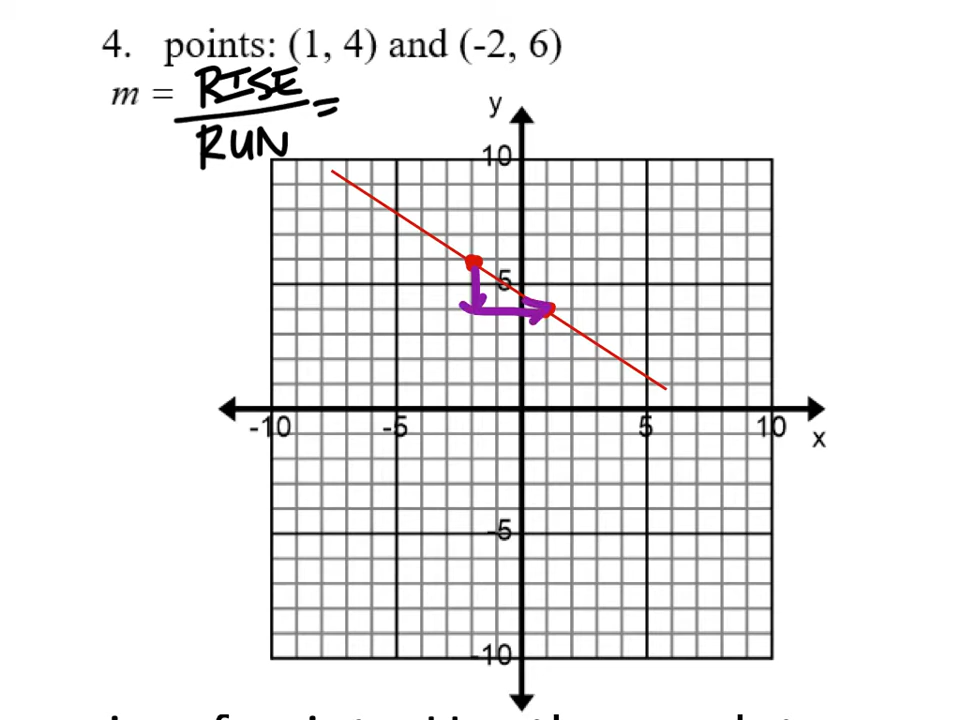 4. points: (1, 4) and (-2, 6)
m = RISE =
RUN
y
10
5
-10 -5 5 10
x
-5
-10